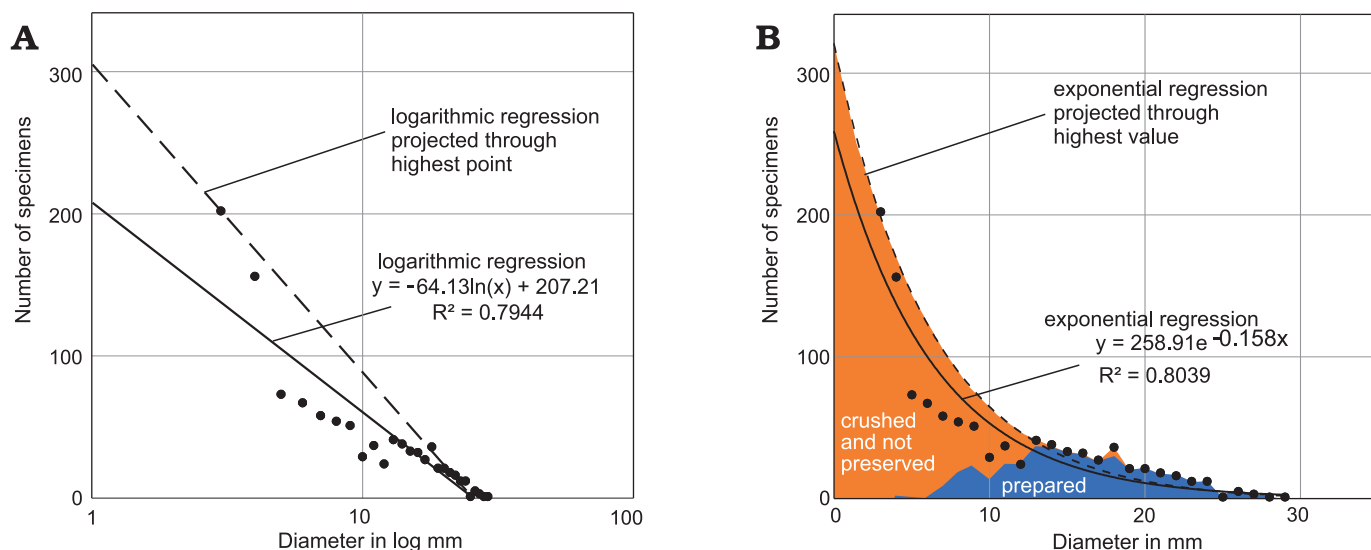 A
Number of specimens
300
200
100
0
1
10
100
Diameter in log mm
logarithmic regression
projected through
highest point
logarithmic regression
y = -64.13ln(x) + 207.21
R² = 0.7944
B
Number of specimens
300
200
100
0
0
10
20
30
Diameter in mm
exponential regression
projected through
highest value
exponential regression
y = 258.91e -0.158x
R² = 0.8039
crushed
and not
preserved
prepared